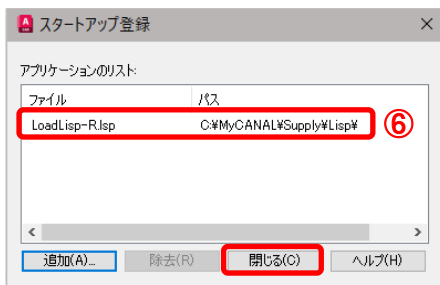 スタートアップ登録
アプリケーションのリスト:
ファイル パス
LoadLisp-R.lsp C:¥MyCANAL¥Supply¥Lisp¥ ⑥
追加(A)... 除去(R) 閉じる(C) ヘルプ(H)